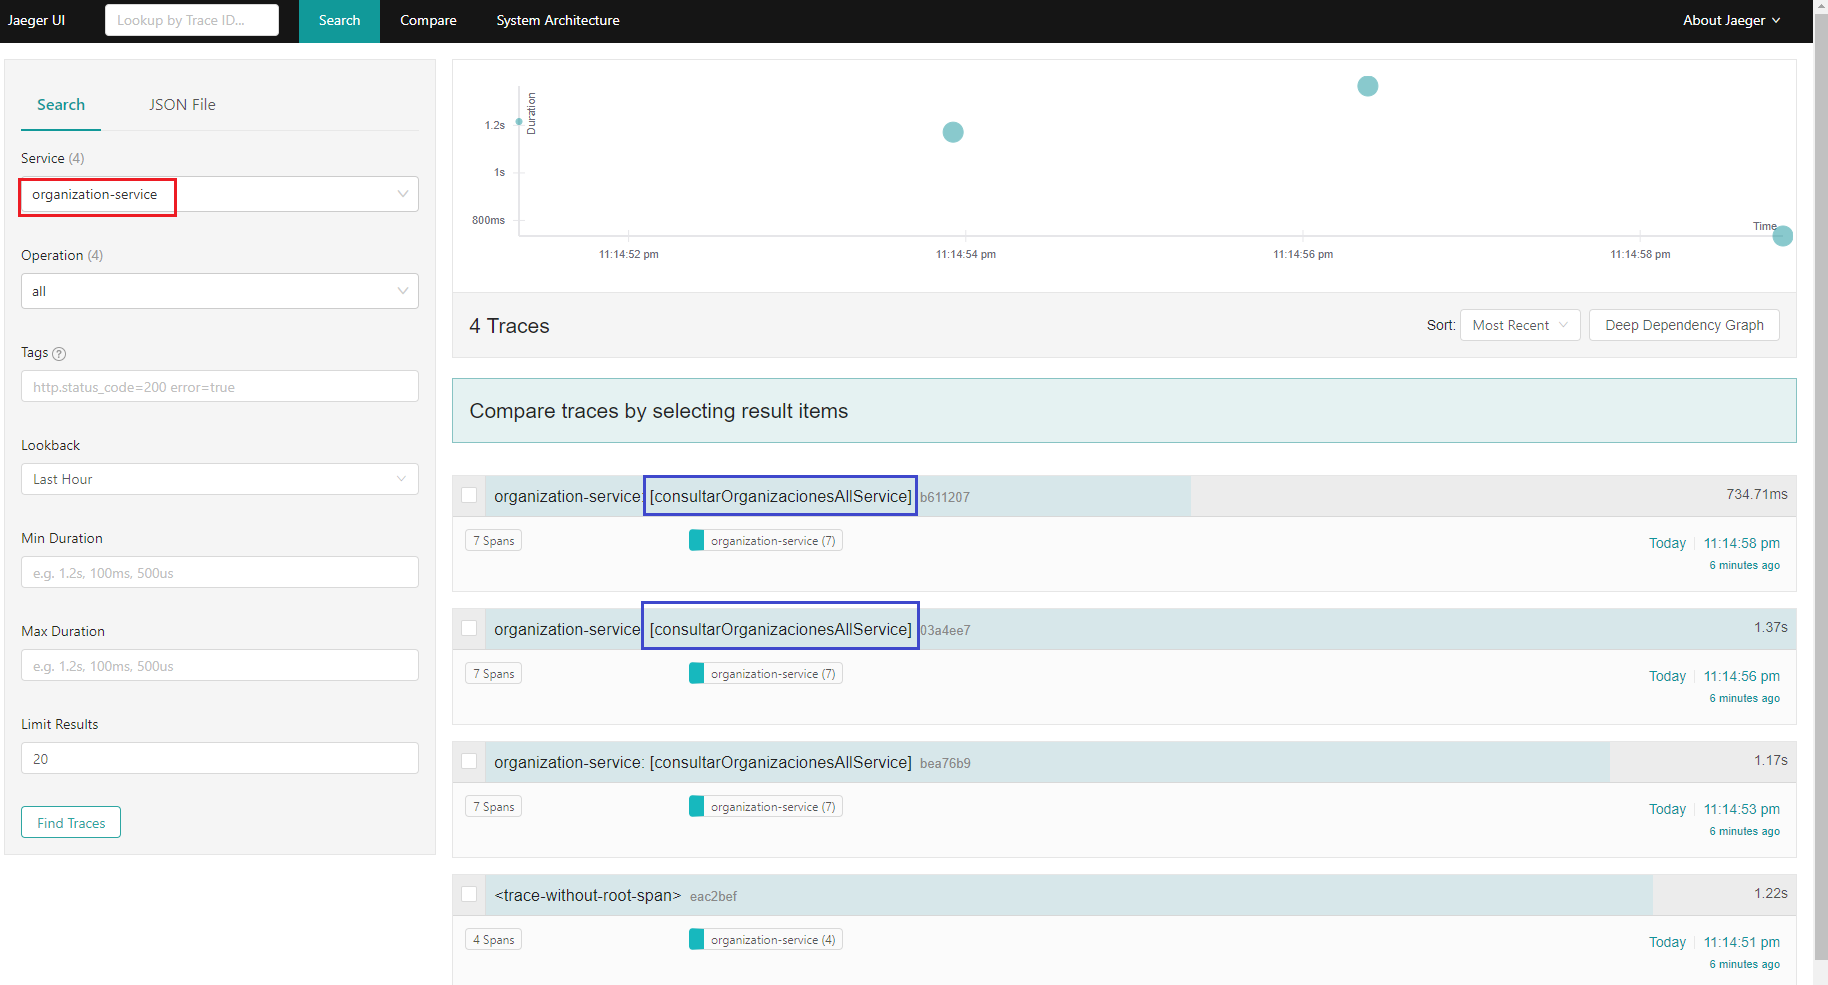 Jaeger UI
Lookup by Trace ID...
Search
Compare
System Architecture
About Jaeger
Search
JSON File
Service (4)
organization-service
Operation (4)
all
Tags ?
http.status_code=200 error=true
Lookback
Last Hour
Min Duration
e.g. 1.2s, 100ms, 500us
Max Duration
e.g. 1.2s, 100ms, 500us
Limit Results
20
Find Traces
Duration
1.2s
1s
800ms
Time
11:14:52 pm
11:14:54 pm
11:14:56 pm
11:14:58 pm
4 Traces
Sort:
Most Recent
Deep Dependency Graph
Compare traces by selecting result items
organization-service: [consultarOrganizacionesAllService] b611207
734.71ms
7 Spans
organization-service (7)
Today
11:14:58 pm
6 minutes ago
organization-service [consultarOrganizacionesAllService] 03a4ee7
1.37s
7 Spans
organization-service (7)
Today
11:14:56 pm
6 minutes ago
organization-service: [consultarOrganizacionesAllService] bea76b9
1.17s
7 Spans
organization-service (7)
Today
11:14:53 pm
6 minutes ago
<trace-without-root-span> eac2bef
1.22s
4 Spans
organization-service (4)
Today
11:14:51 pm
6 minutes ago